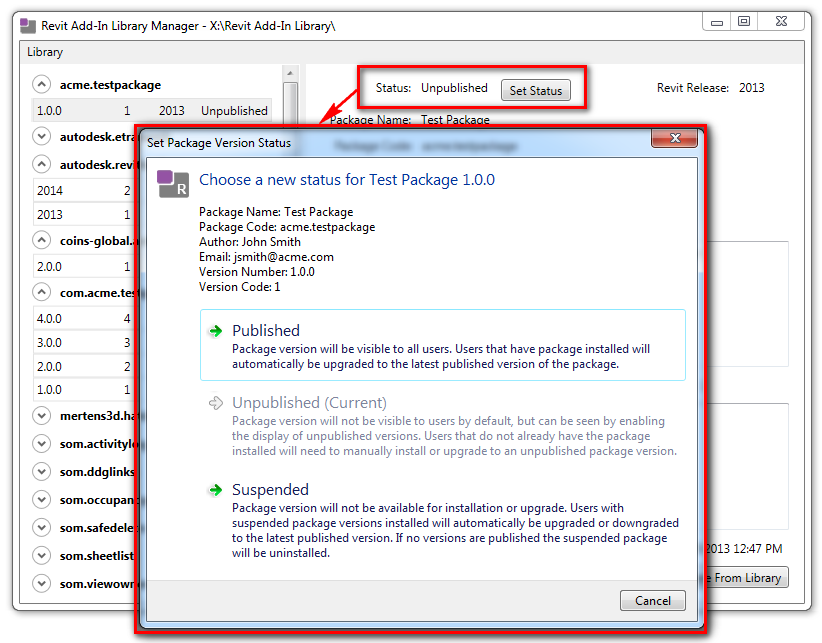 Revit Add-In Library Manager - X:\Revit Add-In Library\
Library
acme.testpackage
1.0.0 1 2013 Unpublished
autodesk.etra
autodesk.revit
2014 2
2013 1
coins-global.a
2.0.0 1
com.acme.tes
4.0.0 4
3.0.0 3
2.0.0 2
1.0.0 1
mertens3d.ha
som.activitylo
som.ddglinks
som.occupan
som.safedele
som.sheetlist
som.viewown
Status: Unpublished Set Status
Revit Release: 2013
Package Name: Test Package
Package Code: acme.testpackage
Set Package Version Status
R
Choose a new status for Test Package 1.0.0
Package Name: Test Package
Package Code: acme.testpackage
Author: John Smith
Email: jsmith@acme.com
Version Number: 1.0.0
Version Code: 1
Published
Package version will be visible to all users. Users that have package installed will
automatically be upgraded to the latest published version of the package.
Unpublished (Current)
Package version will not be visible to users by default, but can be seen by enabling
the display of unpublished versions. Users that do not already have the package
installed will need to manually install or upgrade to an unpublished package version.
Suspended
Package version will not be available for installation or upgrade. Users with
suspended package versions installed will automatically be upgraded or downgraded
to the latest published version. If no versions are published the suspended package
will be uninstalled.
Cancel
2013 12:47 PM
e From Library